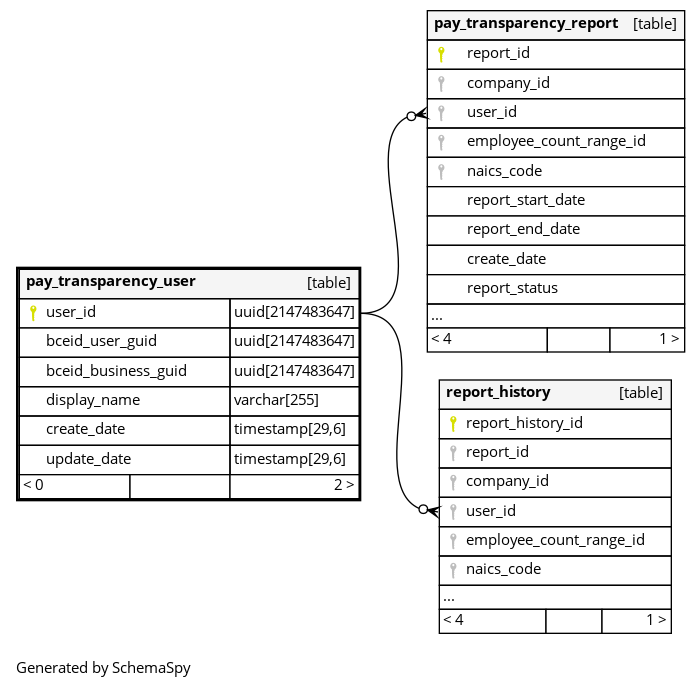 pay_transparency_report [table]
report_id
company_id
user_id
employee_count_range_id
naics_code
report_start_date
report_end_date
create_date
report_status
...
< 4 1 >
pay_transparency_user [table]
user_id uuid[2147483647]
bceid_user_guid uuid[2147483647]
bceid_business_guid uuid[2147483647]
display_name varchar[255]
create_date timestamp[29,6]
update_date timestamp[29,6]
< 0 2 >
report_history [table]
report_history_id
report_id
company_id
user_id
employee_count_range_id
naics_code
...
< 4 1 >
Generated by SchemaSpy